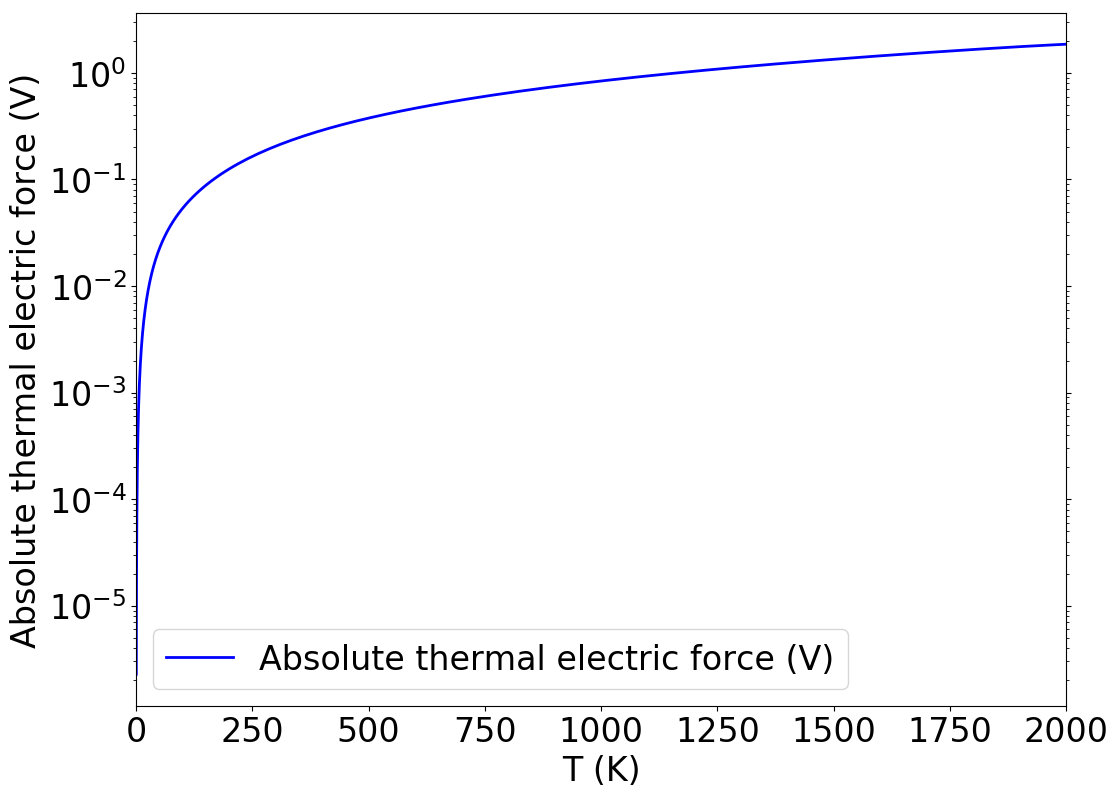 Absolute thermal electric force (V)
10⁰
10⁻¹
10⁻²
10⁻³
10⁻⁴
10⁻⁵
Absolute thermal electric force (V)
0 250 500 750 1000 1250 1500 1750 2000
T (K)